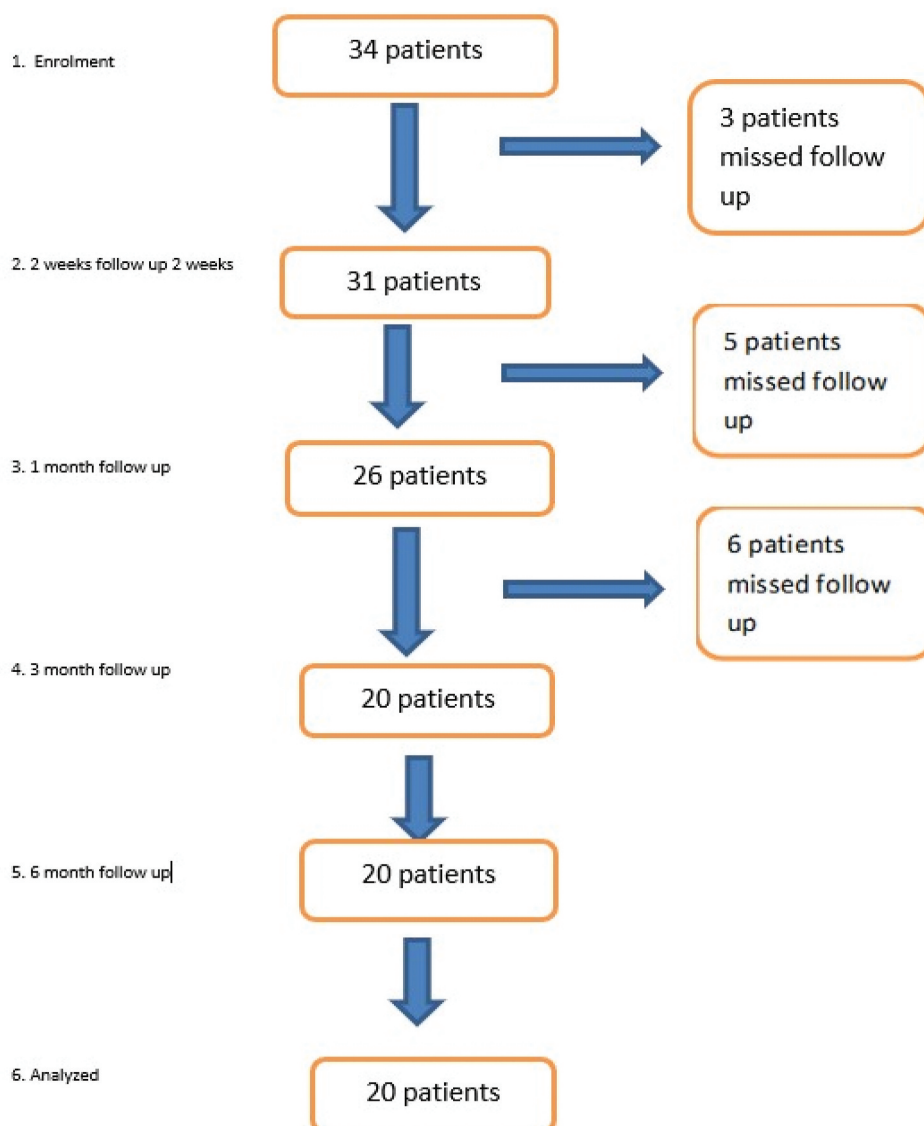 1. Enrolment
34 patients
3 patients
missed follow
up
2. 2 weeks follow up 2 weeks
31 patients
5 patients
missed follow
up
3. 1 month follow up
26 patients
6 patients
missed follow
up
4. 3 month follow up
20 patients
5. 6 month follow up
20 patients
6. Analyzed
20 patients